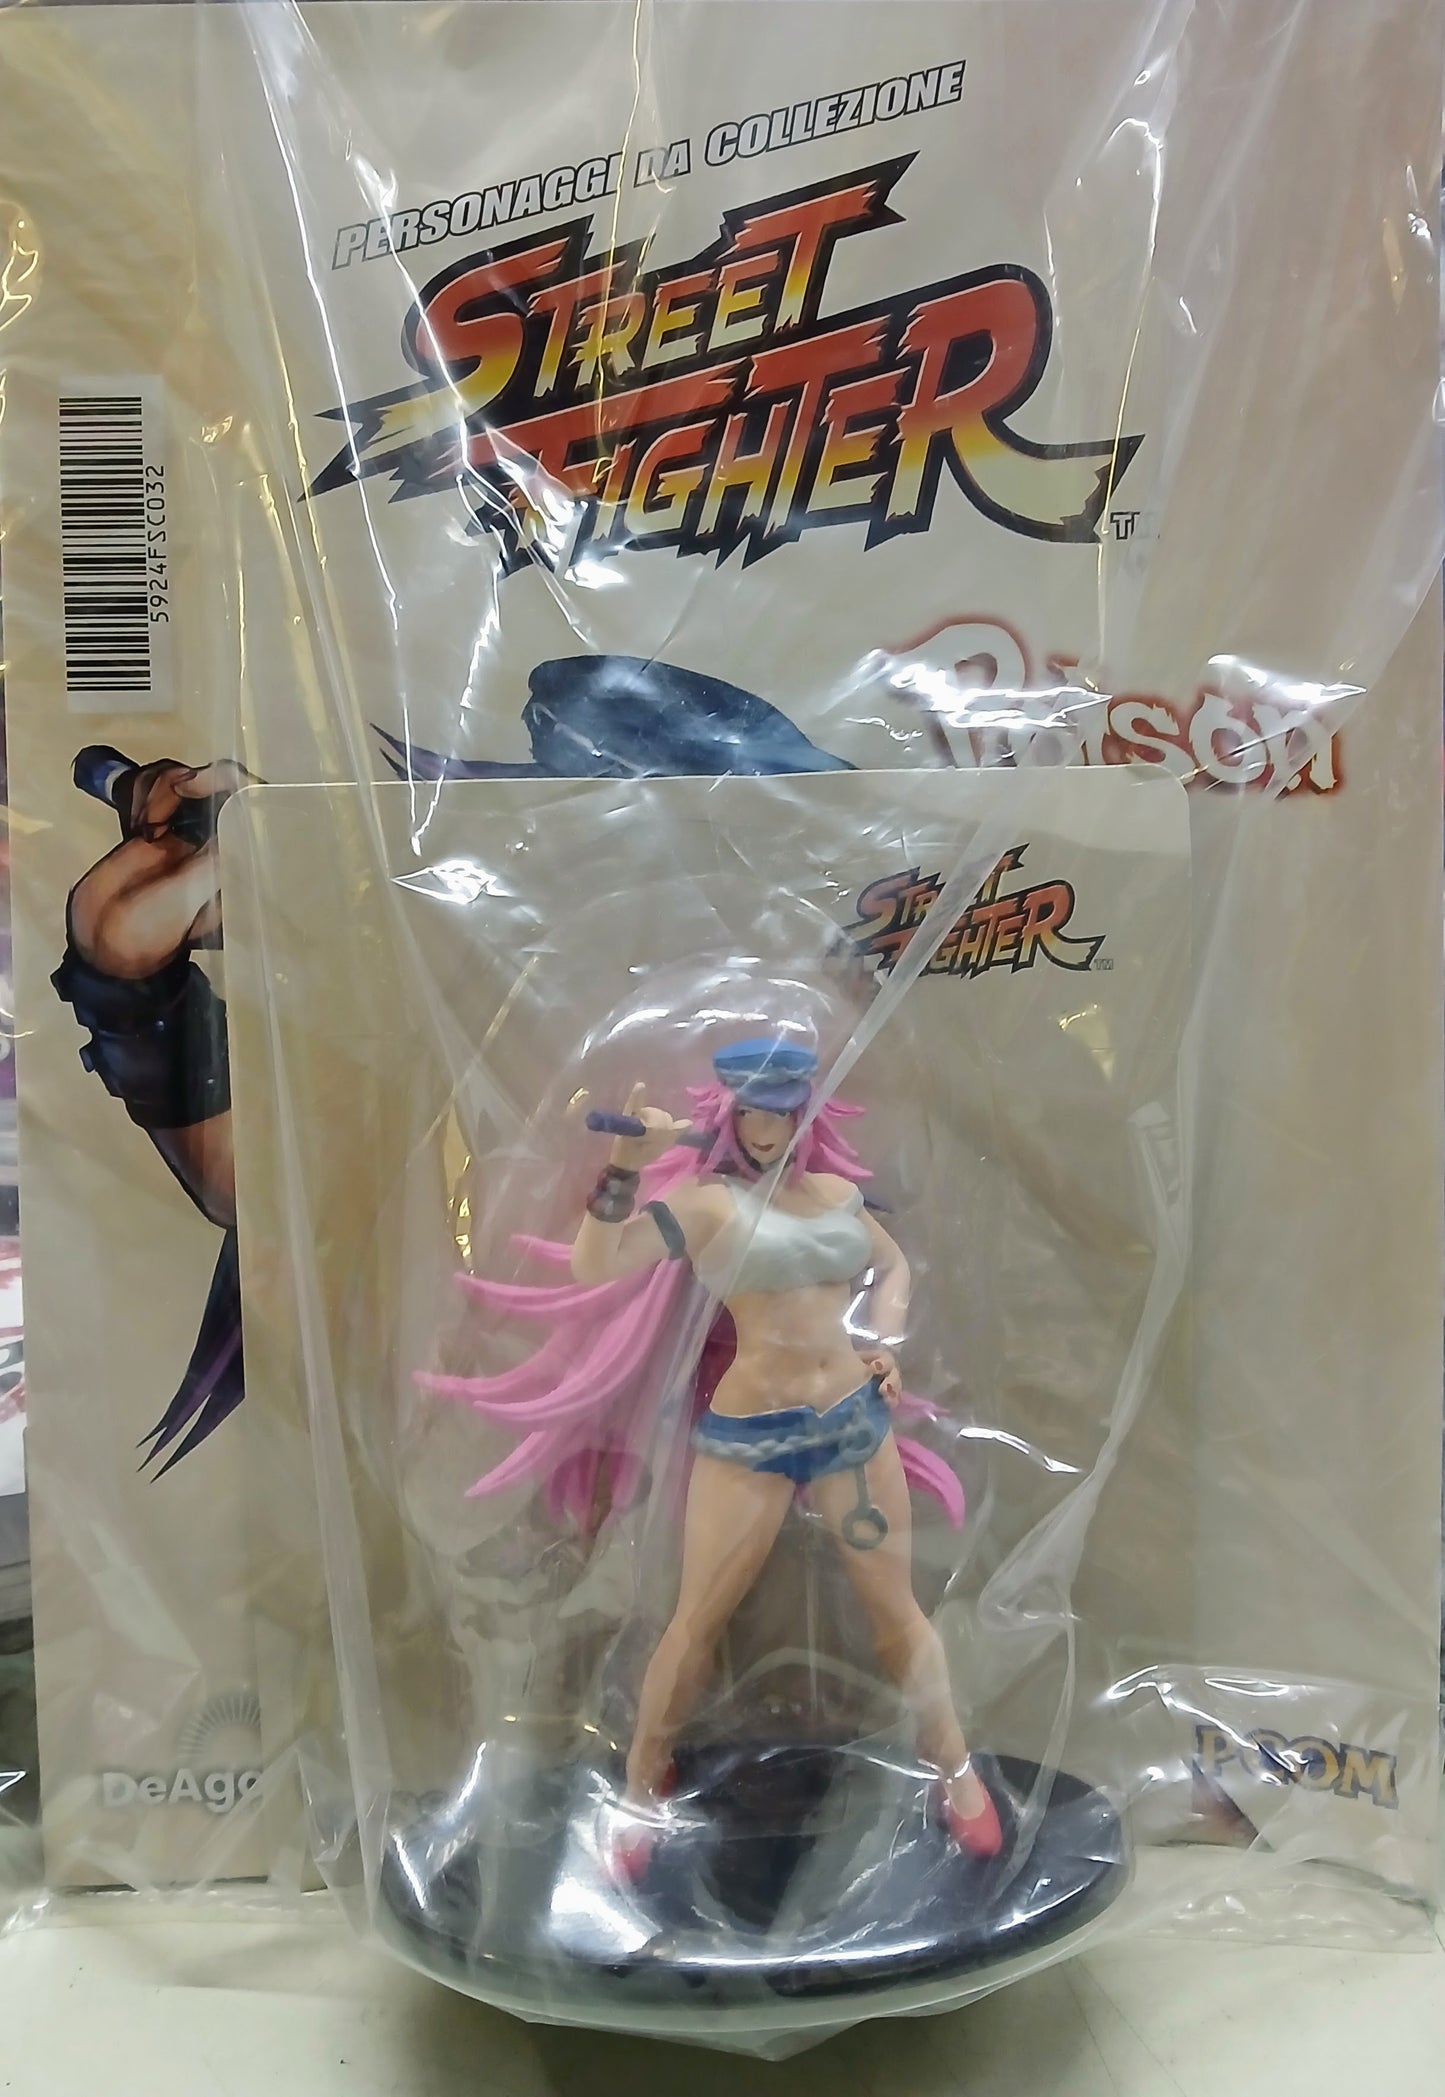 PERSONAGGI DA COLLEZIONE
STREET
FIGHTER
TM
5924FSC032
Poison
STREET
FIGHTER
TM
DeAgo
PCOM